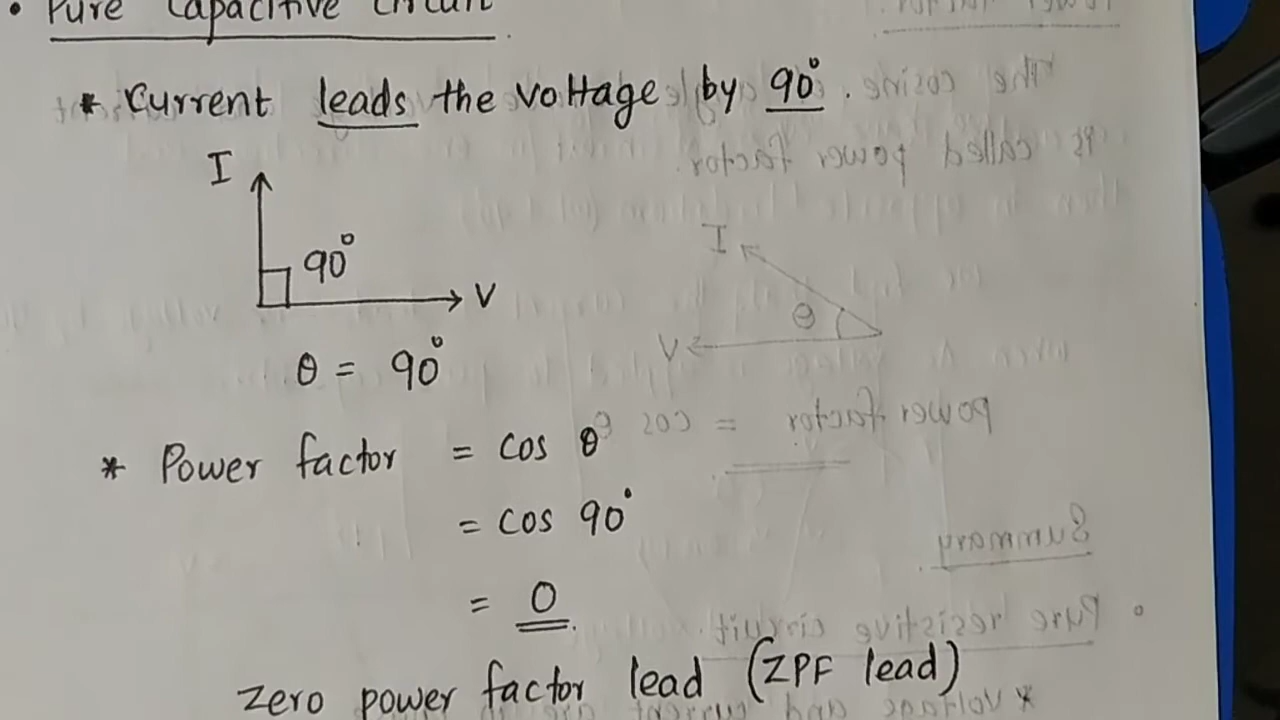 • Pure Capacitive Circuit
* Current leads the Voltage by 90°.
I
90°
V
θ = 90°
* Power factor = cos θ
= cos 90°
= 0
Zero power factor lead (ZPF lead)